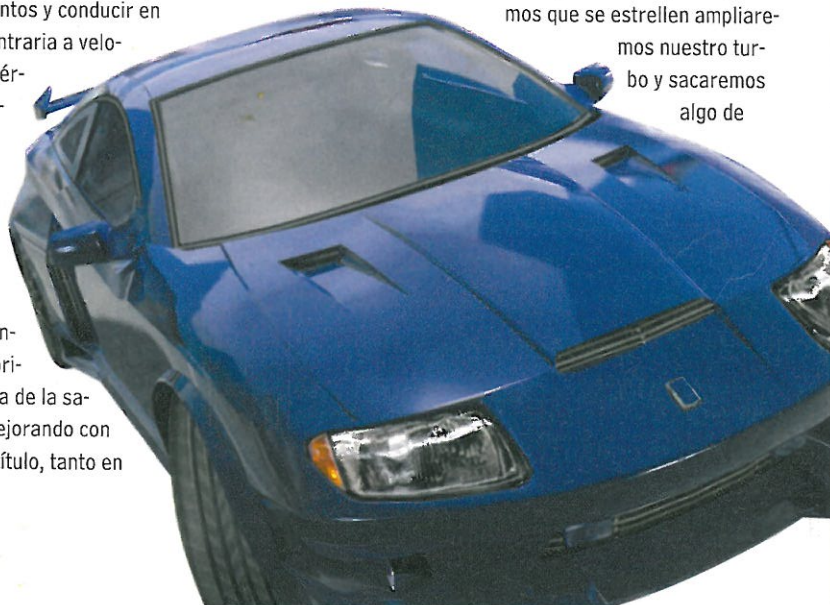 ntos y conducir en
ntraria a velo-
ér-
-
n-
ori-
a de la sa-
ejorando con
ítulo, tanto en
mos que se estrellen ampliare-
mos nuestro tur-
bo y sacaremos
algo de